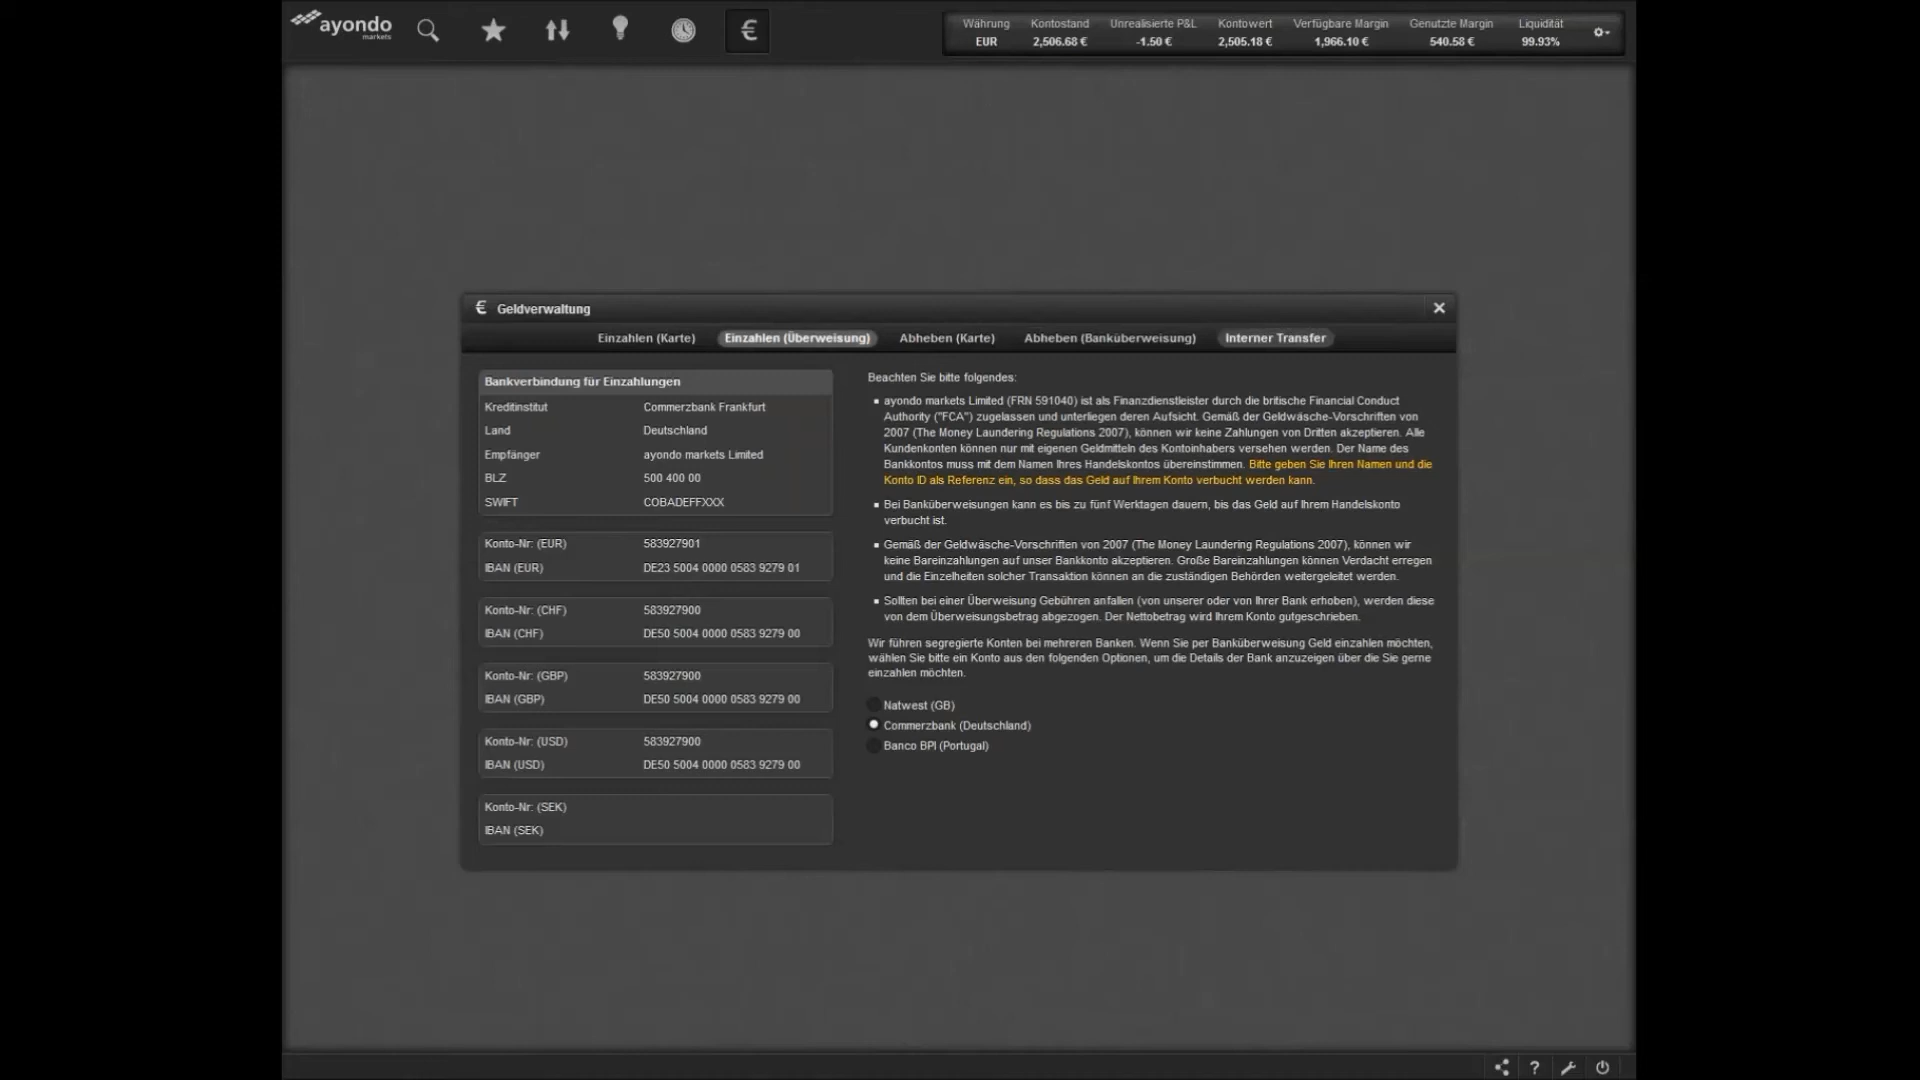 ayondo
markets
€
Währung Kontostand Unrealisierte P&L Kontowert Verfügbare Margin Genutzte Margin Liquidität
EUR 2,506.68 € -1.50 € 2,505.18 € 1,966.10 € 540.58 € 99.93%
€ Geldverwaltung
Einzahlen (Karte) Einzahlen (Überweisung) Abheben (Karte) Abheben (Banküberweisung) Interner Transfer
Bankverbindung für Einzahlungen
Kreditinstitut Commerzbank Frankfurt
Land Deutschland
Empfänger ayondo markets Limited
BLZ 500 400 00
SWIFT COBADEFFXXX
Konto-Nr: (EUR) 583927901
IBAN (EUR) DE23 5004 0000 0583 9279 01
Konto-Nr: (CHF) 583927900
IBAN (CHF) DE50 5004 0000 0583 9279 00
Konto-Nr: (GBP) 583927900
IBAN (GBP) DE50 5004 0000 0583 9279 00
Konto-Nr: (USD) 583927900
IBAN (USD) DE50 5004 0000 0583 9279 00
Konto-Nr: (SEK)
IBAN (SEK)
Beachten Sie bitte folgendes:
▪ ayondo markets Limited (FRN 591040) ist als Finanzdienstleister durch die britische Financial Conduct
Authority ("FCA") zugelassen und unterliegen deren Aufsicht. Gemäß der Geldwäsche-Vorschriften von
2007 (The Money Laundering Regulations 2007), können wir keine Zahlungen von Dritten akzeptieren. Alle
Kundenkonten können nur mit eigenen Geldmitteln des Kontoinhabers versehen werden. Der Name des
Bankkontos muss mit dem Namen Ihres Handelskontos übereinstimmen. Bitte geben Sie Ihren Namen und die
Konto ID als Referenz ein, so dass das Geld auf Ihrem Konto verbucht werden kann.
▪ Bei Banküberweisungen kann es bis zu fünf Werktagen dauern, bis das Geld auf Ihrem Handelskonto
verbucht ist.
▪ Gemäß der Geldwäsche-Vorschriften von 2007 (The Money Laundering Regulations 2007), können wir
keine Bareinzahlungen auf unser Bankkonto akzeptieren. Große Bareinzahlungen können Verdacht erregen
und die Einzelheiten solcher Transaktion können an die zuständigen Behörden weitergeleitet werden.
▪ Sollten bei einer Überweisung Gebühren anfallen (von unserer oder von Ihrer Bank erhoben), werden diese
von dem Überweisungsbetrag abgezogen. Der Nettobetrag wird Ihrem Konto gutgeschrieben.
Wir führen segregierte Konten bei mehreren Banken. Wenn Sie per Banküberweisung Geld einzahlen möchten,
wählen Sie bitte ein Konto aus den folgenden Optionen, um die Details der Bank anzuzeigen über die Sie gerne
einzahlen möchten.
Natwest (GB)
Commerzbank (Deutschland)
Banco BPI (Portugal)
?